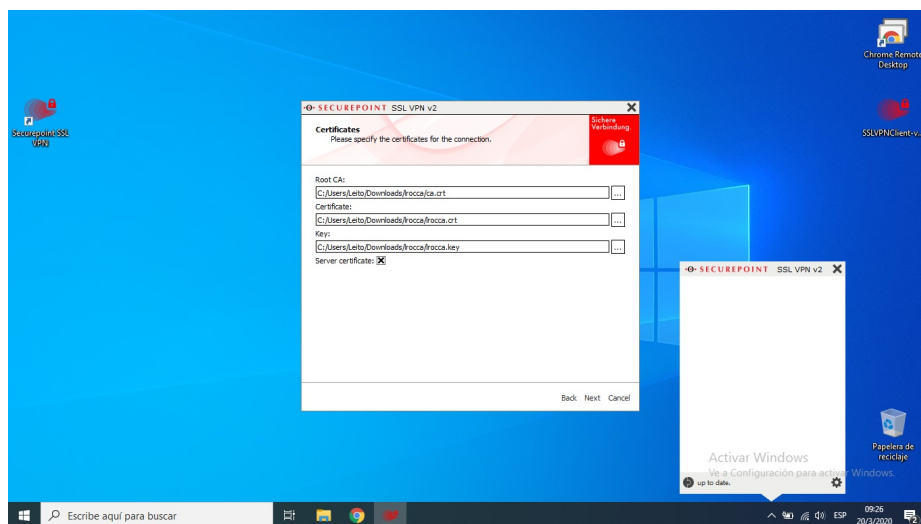 Chrome Remote
Desktop
Securepoint SSL
VPN
SSLVPNClient-v...
SECUREPOINT SSL VPN v2
Certificates
Please specify the certificates for the connection.
Sichere
Verbindung.
Root CA:
C:/Users/Leito/Downloads/lrocca/ca.crt
...
Certificate:
C:/Users/Leito/Downloads/lrocca/lrocca.crt
...
Key:
C:/Users/Leito/Downloads/lrocca/lrocca.key
...
Server certificate:
Back Next Cancel
SECUREPOINT SSL VPN v2
Activar Windows
Ve a Configuración para activar Windows.
up to date.
Papelera de
reciclaje
Escribe aquí para buscar
ESP
09:26
20/3/2020
2